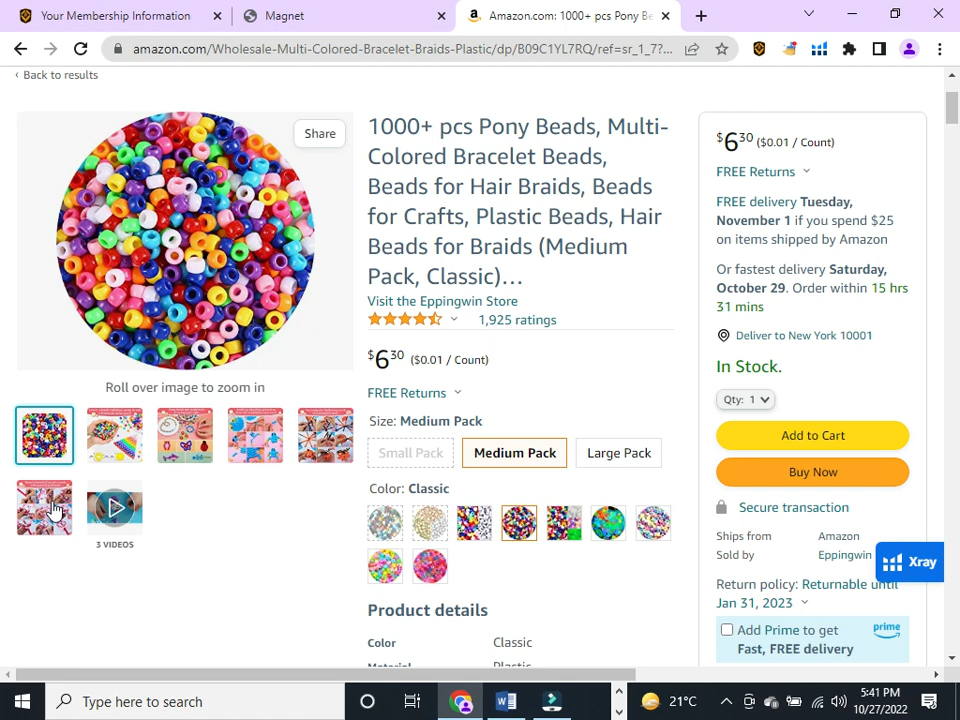 Your Membership Information
Magnet
Amazon.com: 1000+ pcs Pony Be
amazon.com/Wholesale-Multi-Colored-Bracelet-Braids-Plastic/dp/B09C1YL7RQ/ref=sr_1_7?...
‹ Back to results
Share
Roll over image to zoom in
3 VIDEOS
1000+ pcs Pony Beads, Multi-
Colored Bracelet Beads,
Beads for Hair Braids, Beads
for Crafts, Plastic Beads, Hair
Beads for Braids (Medium
Pack, Classic)...
Visit the Eppingwin Store
1,925 ratings
$6 30 ($0.01 / Count)
FREE Returns
Size: Medium Pack
Small Pack
Medium Pack
Large Pack
Color: Classic
Product details
Color Classic
Material Plastic
$6 30 ($0.01 / Count)
FREE Returns
FREE delivery Tuesday,
November 1 if you spend $25
on items shipped by Amazon
Or fastest delivery Saturday,
October 29. Order within 15 hrs
31 mins
Deliver to New York 10001
In Stock.
Qty: 1
Add to Cart
Buy Now
Secure transaction
Ships from Amazon
Sold by Eppingwin
Xray
Return policy: Returnable until
Jan 31, 2023
Add Prime to get
Fast, FREE delivery
prime
Type here to search
21°C
5:41 PM
10/27/2022